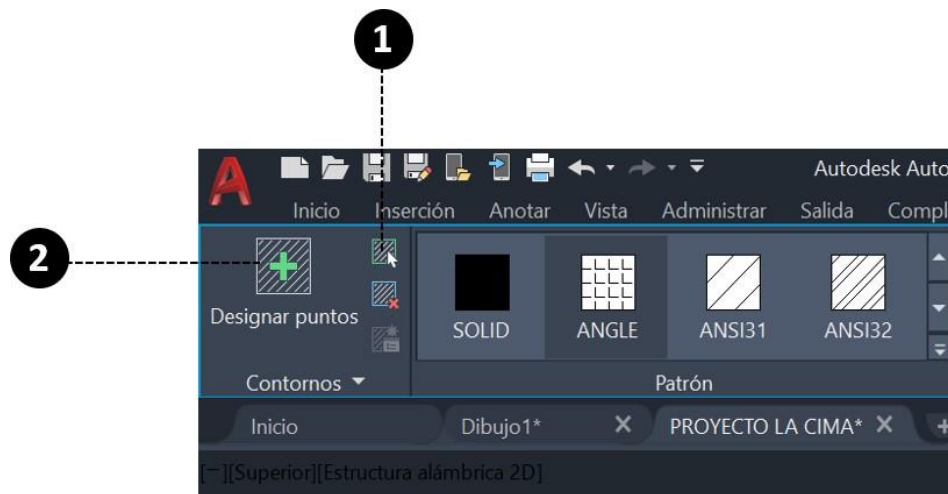 1
2
Autodesk Auto
Inicio Inserción Anotar Vista Administrar Salida Compl
Designar puntos
SOLID ANGLE ANSI31 ANSI32
Contornos Patrón
Inicio Dibujo1* PROYECTO LA CIMA*
[−][Superior][Estructura alámbrica 2D]